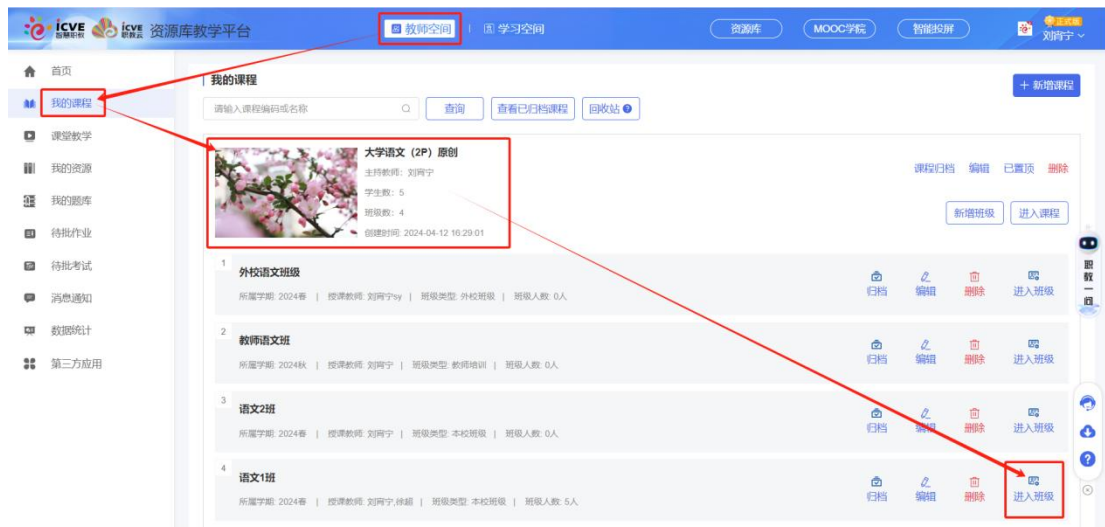 icve 智慧职教 icve 职教云 资源库教学平台
教师空间 学习空间
资源库 MOOC学院 智能投屏
正式版
刘宵宁
首页
我的课程
课堂教学
我的资源
我的题库
待批作业
待批考试
消息通知
数据统计
第三方应用
我的课程
+ 新增课程
请输入课程编码或名称 查询 查看已归档课程 回收站
大学语文（2P）原创
主持教师: 刘宵宁
学生数: 5
班级数: 4
创建时间: 2024-04-12 16:29:01
课程归档 编辑 已置顶 删除
新增班级 进入课程
1 外校语文班级
所属学期: 2024春 | 授课教师: 刘宵宁sy | 班级类型: 外校班级 | 班级人数: 0人
归档 编辑 删除 进入班级
2 教师语文班
所属学期: 2024秋 | 授课教师: 刘宵宁 | 班级类型: 教师培训 | 班级人数: 0人
归档 编辑 删除 进入班级
3 语文2班
所属学期: 2024春 | 授课教师: 刘宵宁 | 班级类型: 本校班级 | 班级人数: 0人
归档 编辑 删除 进入班级
4 语文1班
所属学期: 2024春 | 授课教师: 刘宵宁,徐超 | 班级类型: 本校班级 | 班级人数: 5人
归档 编辑 删除 进入班级
职教一问